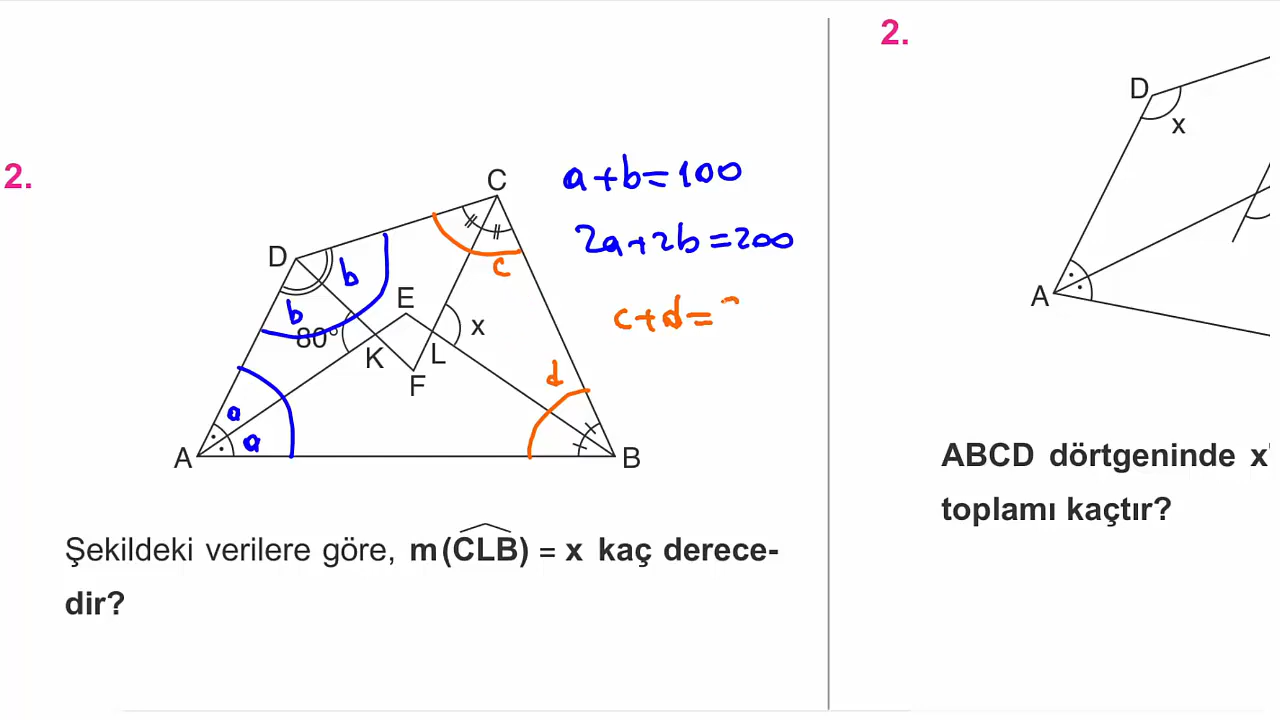 2.
C
a+b=100
2a+2b=200
c+d=?
D
b
b
c
E
80°
x
K
L
F
d
a
a
A
B
Şekildeki verilere göre, m(CLB) = x kaç derece-
dir?
2.
D
x
A
ABCD dörtgeninde x'
toplamı kaçtır?